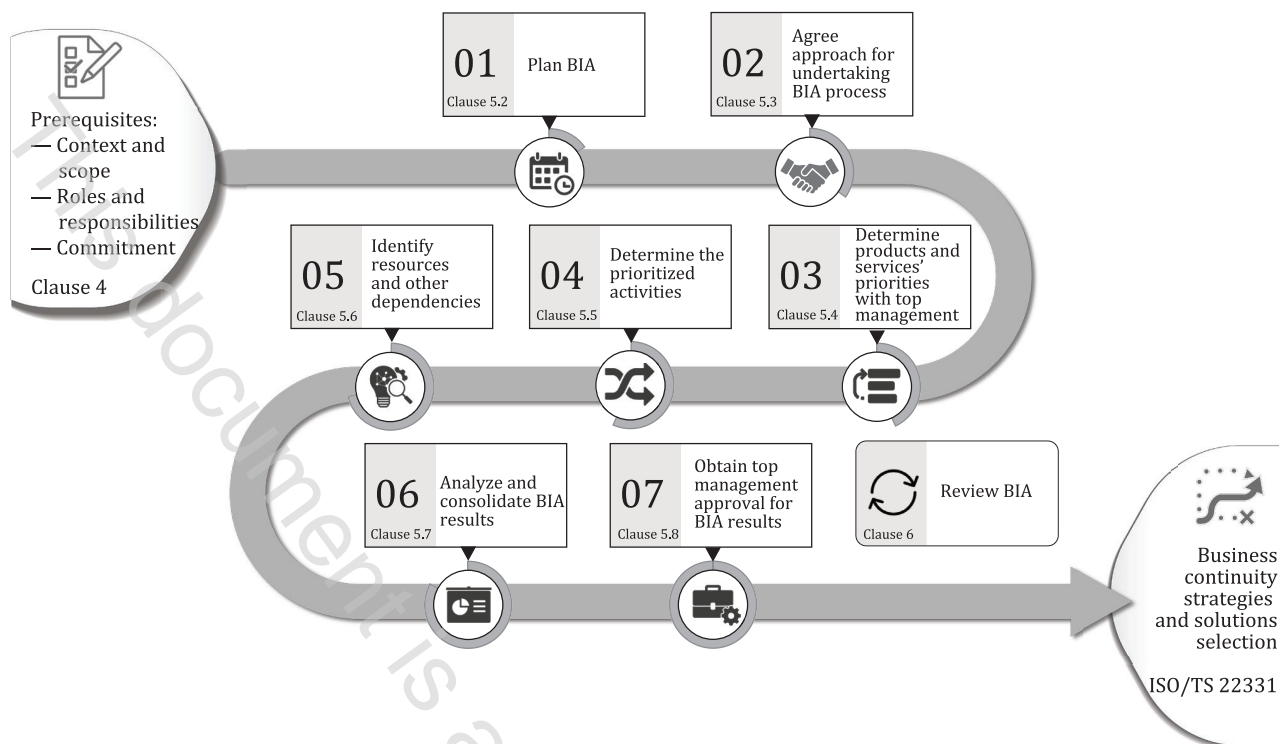 Prerequisites:
— Context and
scope
— Roles and
responsibilities
— Commitment
Clause 4
01
Clause 5.2
Plan BIA
02
Clause 5.3
Agree
approach for
undertaking
BIA process
03
Clause 5.4
Determine
products and
services’
priorities
with top
management
04
Clause 5.5
Determine the
prioritized
activities
05
Clause 5.6
Identify
resources
and other
dependencies
06
Clause 5.7
Analyze and
consolidate BIA
results
07
Clause 5.8
Obtain top
management
approval for
BIA results
Clause 6
Review BIA
Business
continuity
strategies
and solutions
selection
ISO/TS 22331
This document is a